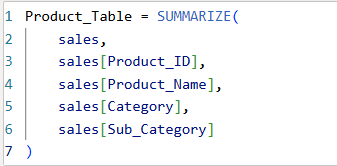 1 Product_Table = SUMMARIZE(
2     sales,
3     sales[Product_ID],
4     sales[Product_Name],
5     sales[Category],
6     sales[Sub_Category]
7 )